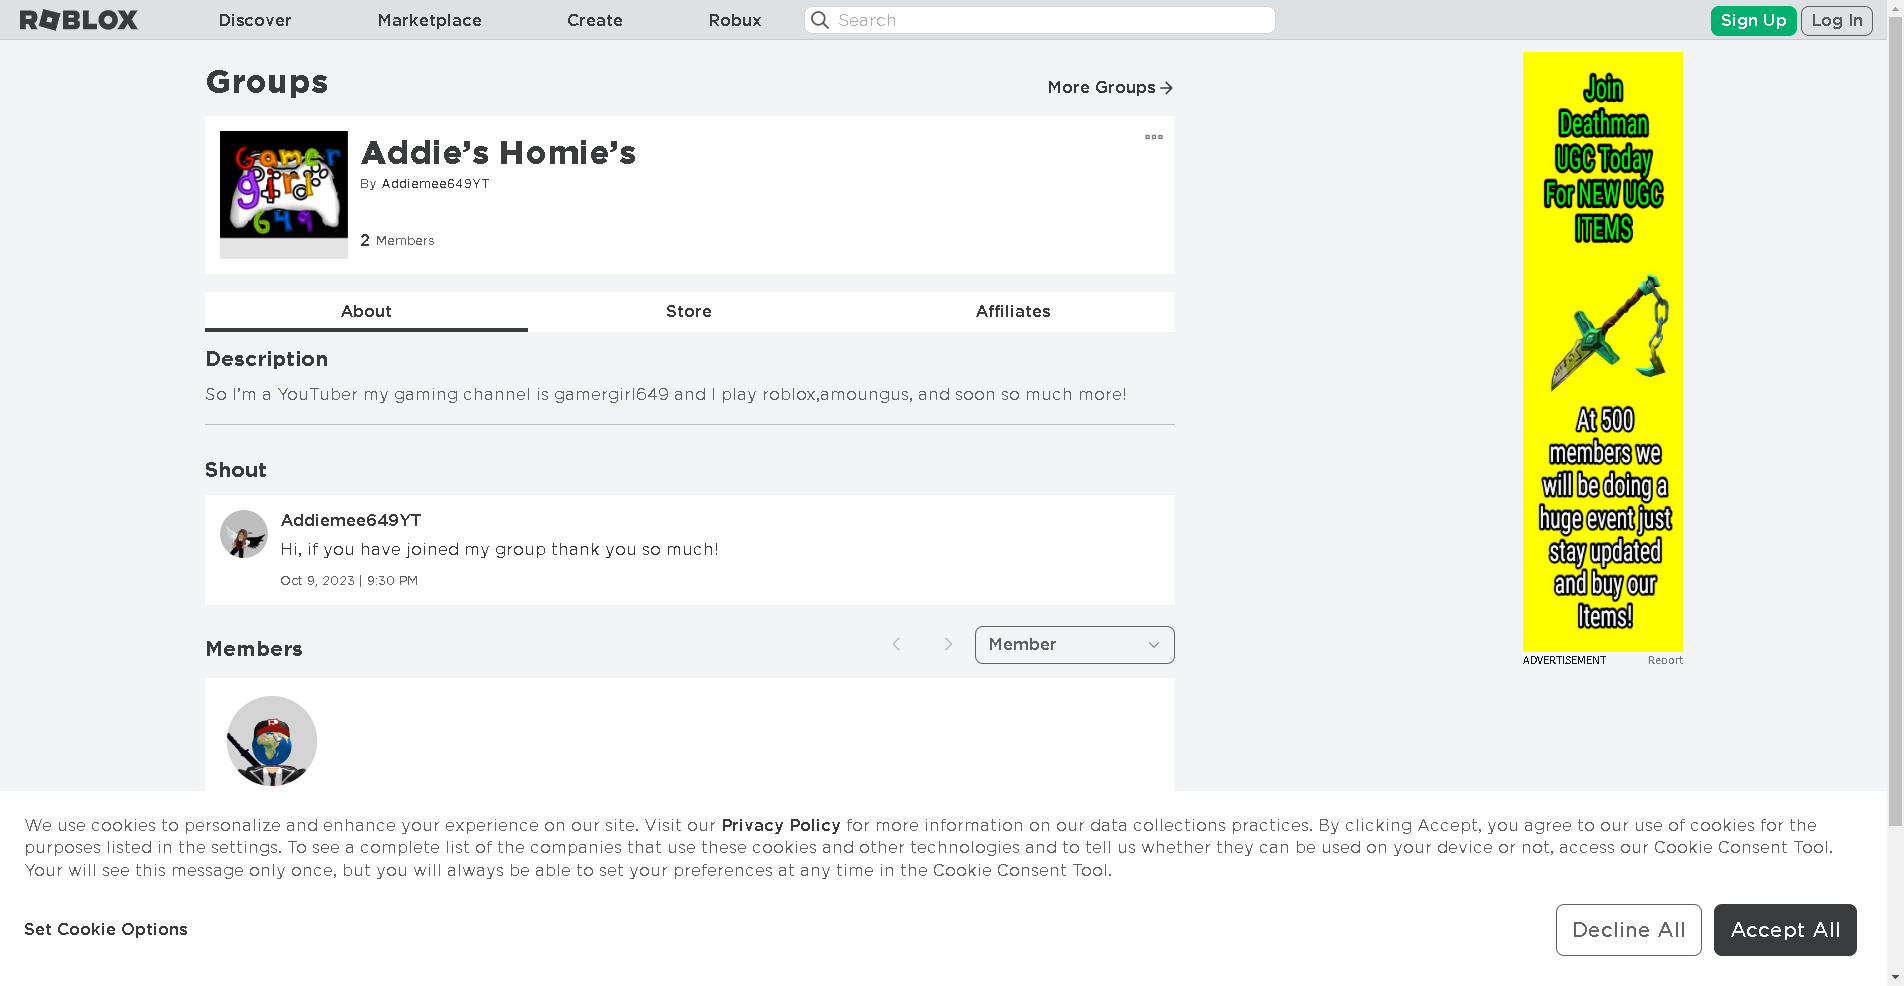 ROBLOX Discover Marketplace Create Robux Search Sign Up Log In
Groups
More Groups
Gamer
girl
649
Addie's Homie's
By Addiemee649YT
2 Members
About Store Affiliates
Description
So I'm a YouTuber my gaming channel is gamergirl649 and I play roblox,amoungus, and soon so much more!
Shout
Addiemee649YT
Hi, if you have joined my group thank you so much!
Oct 9, 2023 | 9:30 PM
Members
Member
Join
Deathman
UGC Today
For NEW UGC
ITEMS
At 500
members we
will be doing a
huge event just
stay updated
and buy our
Items!
ADVERTISEMENT Report
We use cookies to personalize and enhance your experience on our site. Visit our Privacy Policy for more information on our data collections practices. By clicking Accept, you agree to our use of cookies for the
purposes listed in the settings. To see a complete list of the companies that use these cookies and other technologies and to tell us whether they can be used on your device or not, access our Cookie Consent Tool.
Your will see this message only once, but you will always be able to set your preferences at any time in the Cookie Consent Tool.
Set Cookie Options
Decline All
Accept All